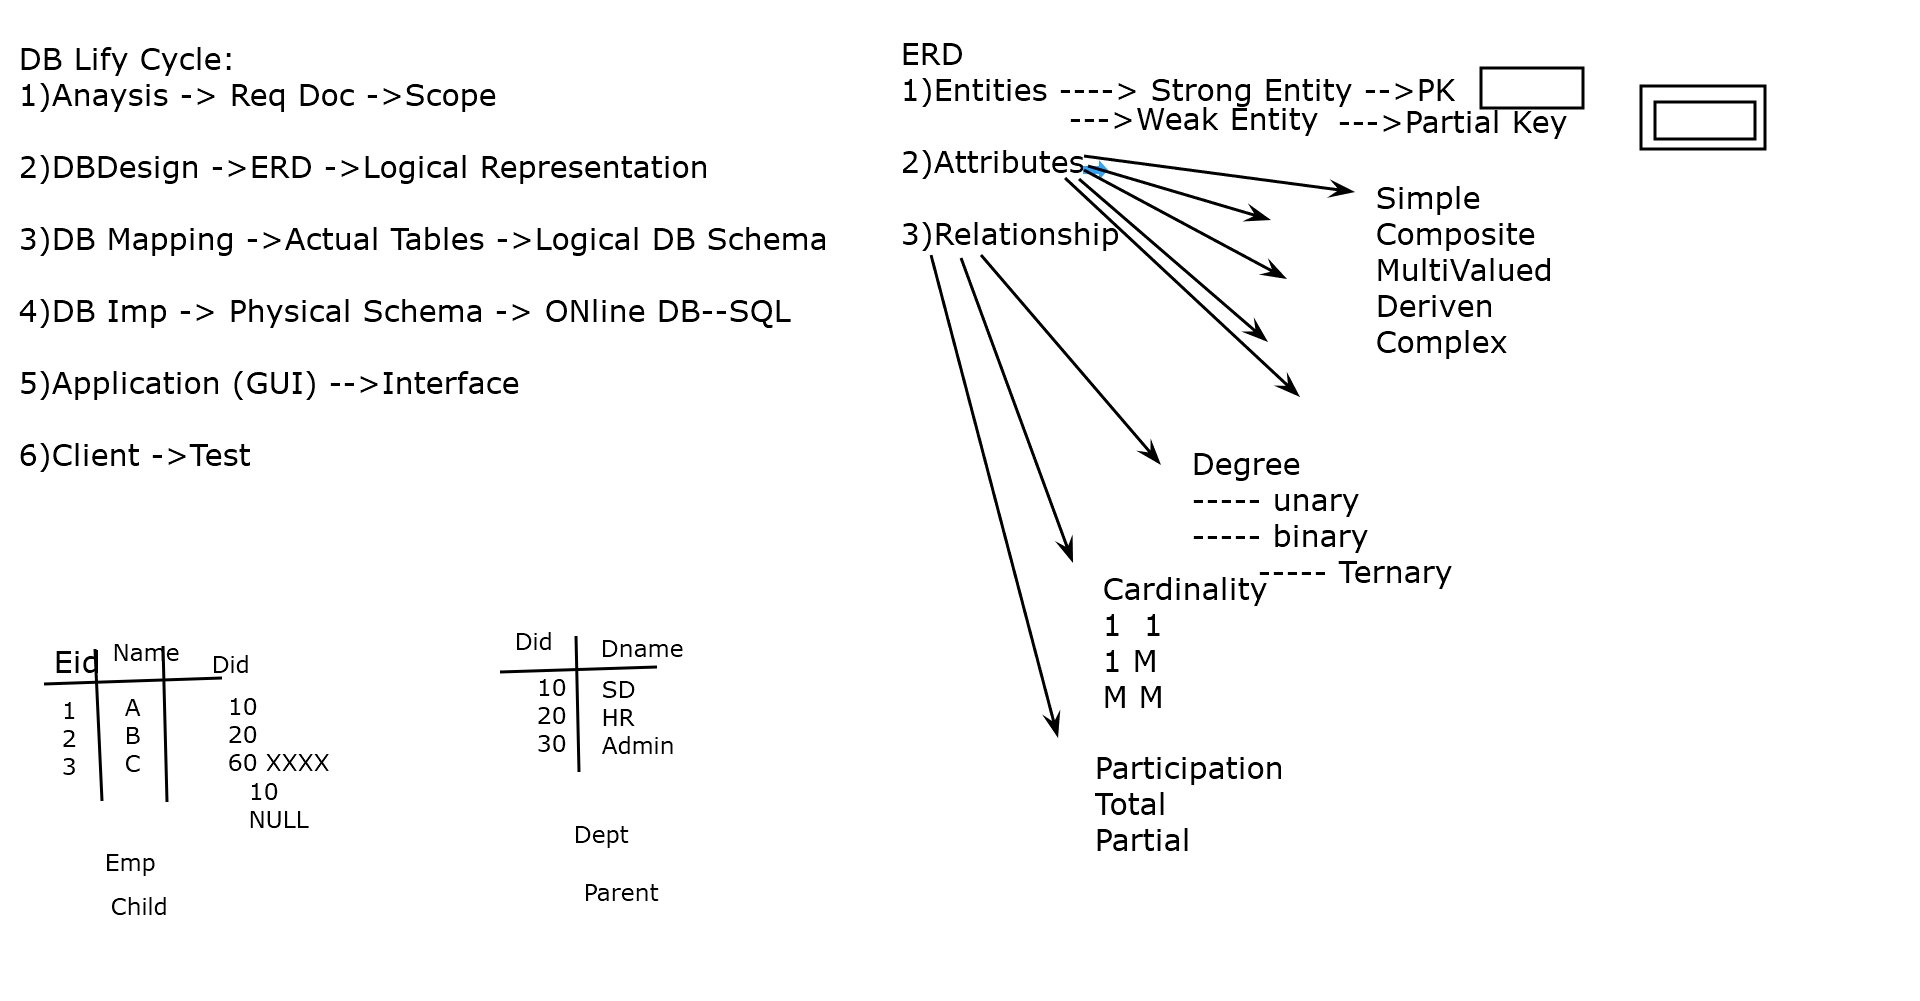 DB Lify Cycle:
1)Anaysis -> Req Doc ->Scope
2)DBDesign ->ERD ->Logical Representation
3)DB Mapping ->Actual Tables ->Logical DB Schema
4)DB Imp -> Physical Schema -> ONline DB--SQL
5)Application (GUI) -->Interface
6)Client ->Test
ERD
1)Entities ----> Strong Entity -->PK
--->Weak Entity --->Partial Key
2)Attributes
Simple
Composite
MultiValued
Deriven
Complex
3)Relationship
Degree
----- unary
----- binary
----- Ternary
Cardinality
1 1
1 M
M M
Participation
Total
Partial
Eid Name Did
1 A 10
2 B 20
3 C 60 XXXX
10
NULL
Emp
Child
Did Dname
10 SD
20 HR
30 Admin
Dept
Parent